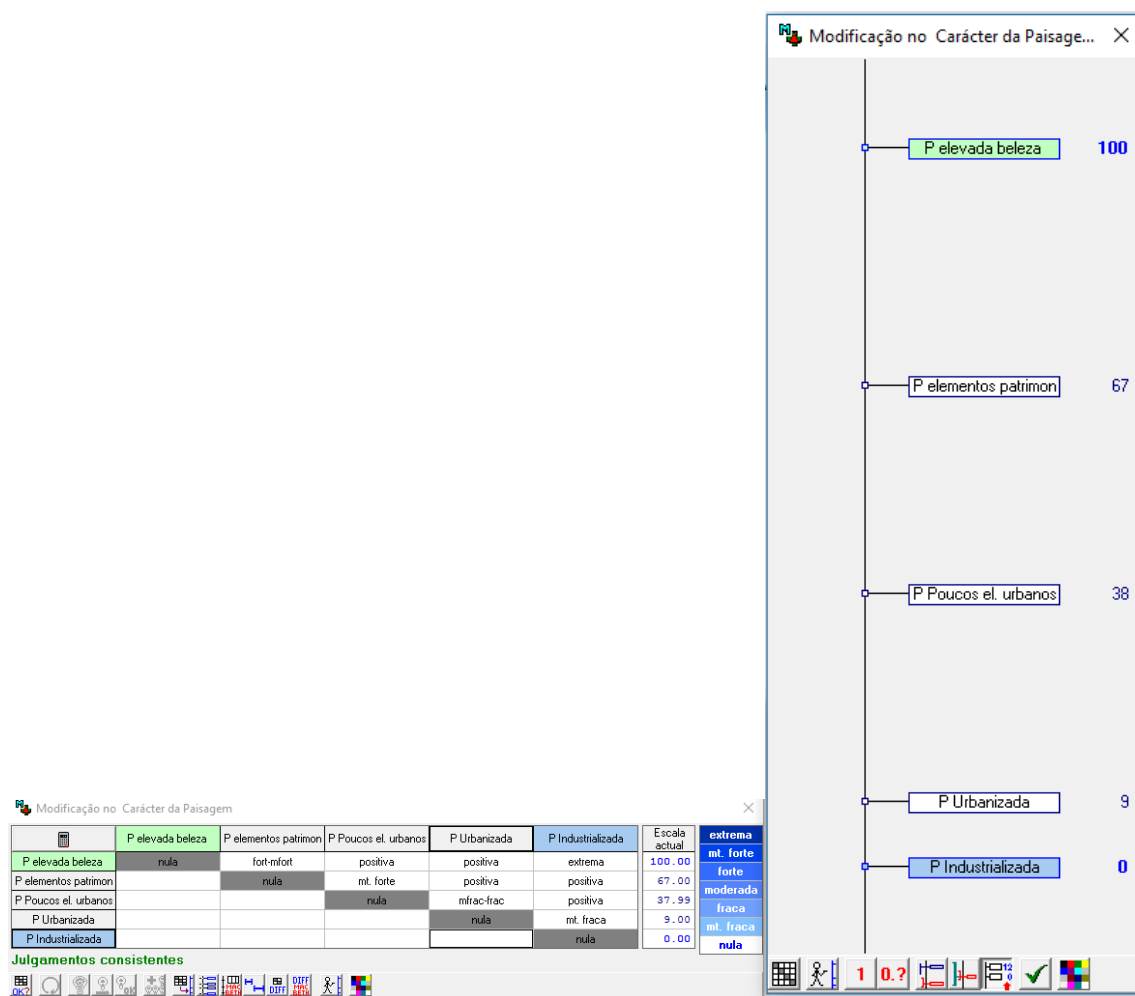 Modificação no Carácter da Paisage...
P elevada beleza 100
P elementos patrimon 67
P Poucos el. urbanos 38
P Urbanizada 9
P Industrializada 0
1 0.?
Modificação no Carácter da Paisagem
P elevada beleza P elementos patrimon P Poucos el. urbanos P Urbanizada P Industrializada Escala actual
P elevada beleza nula fort-mfort positiva positiva extrema 100.00
P elementos patrimon nula mt. forte positiva positiva 67.00
P Poucos el. urbanos nula mfrac-frac positiva 37.99
P Urbanizada nula mt. fraca 9.00
P Industrializada nula 0.00
extrema
mt. forte
forte
moderada
fraca
mt. fraca
nula
Julgamentos consistentes